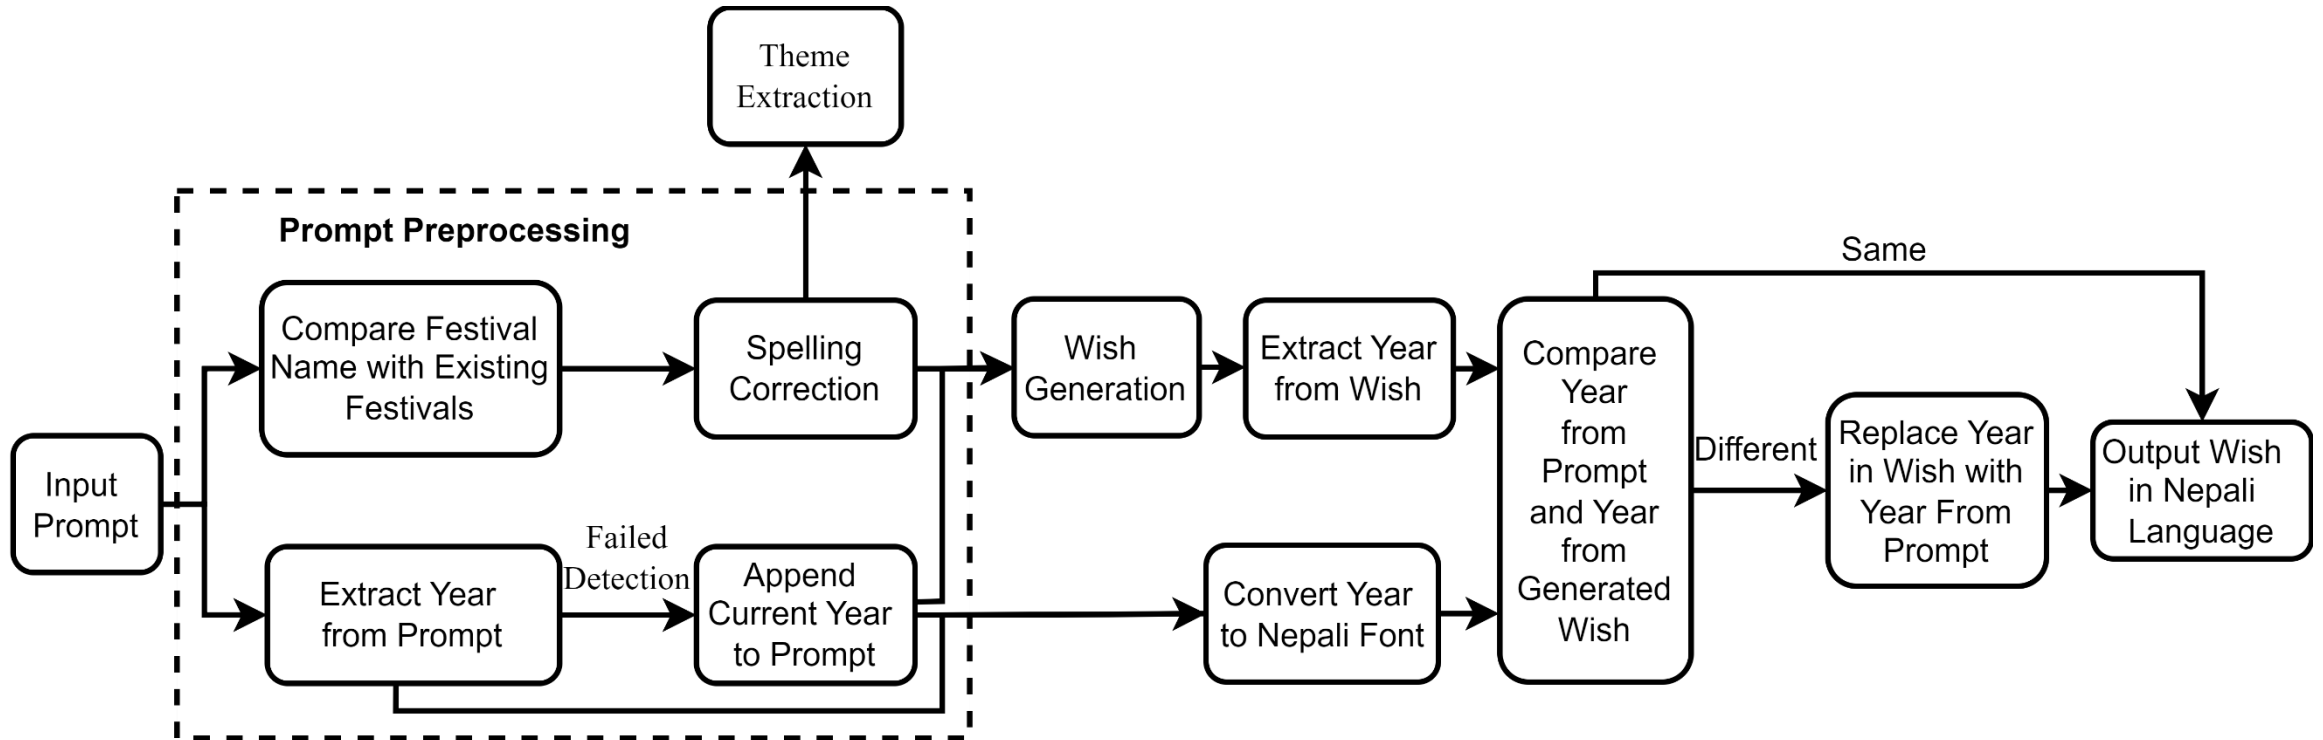 Theme
Extraction
Prompt Preprocessing
Compare Festival
Name with Existing
Festivals
Spelling
Correction
Input
Prompt
Extract Year
from Prompt
Failed
Detection
Append
Current Year
to Prompt
Wish
Generation
Extract Year
from Wish
Convert Year
to Nepali Font
Compare
Year
from
Prompt
and Year
from
Generated
Wish
Same
Different
Replace Year
in Wish with
Year From
Prompt
Output Wish
in Nepali
Language